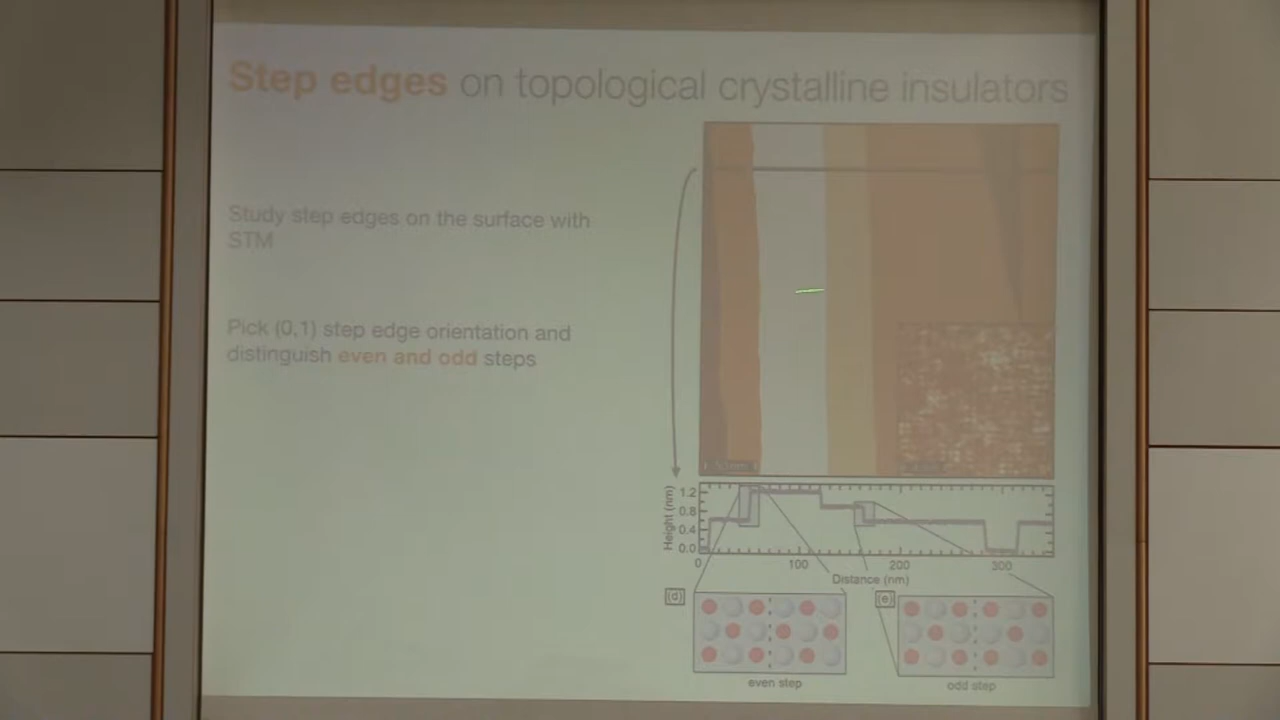 Step edges on topological crystalline insulators
Study step edges on the surface with
STM
Pick (0,1) step edge orientation and
distinguish even and odd steps
Height (nm)
1.2
0.8
0.4
0.0
0 100 200 300
Distance (nm)
(d)
(e)
even step
odd step